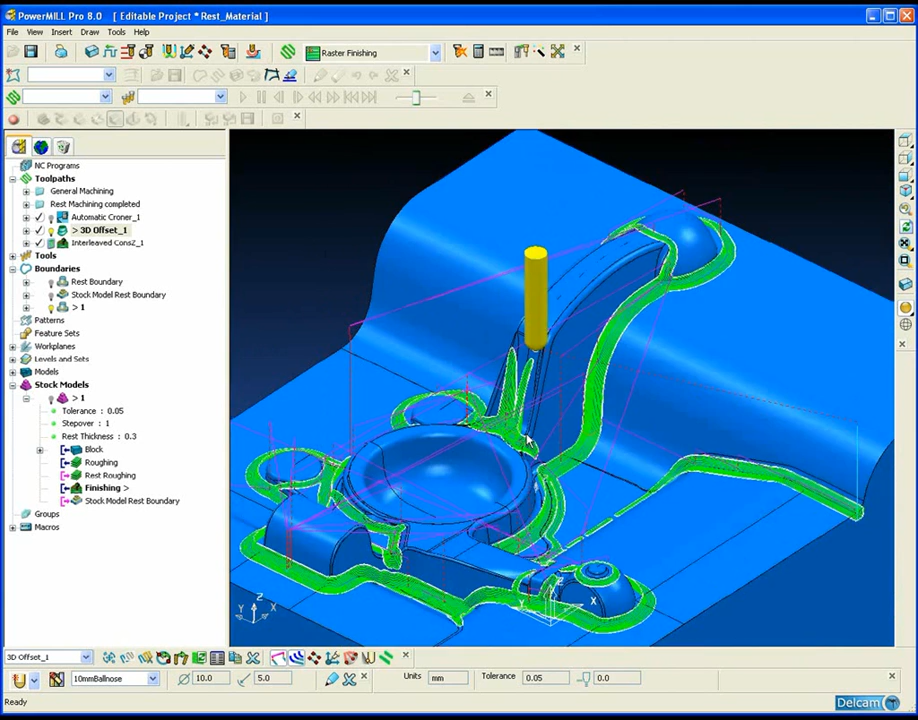 PowerMILL Pro 8.0    [ Editable Project * Rest_Material ]
File View Insert Draw Tools Help
Raster Finishing
NC Programs
Toolpaths
General Machining
Rest Machining completed
Automatic Croner_1
> 3D Offset_1
Interleaved ConsZ_1
Tools
Boundaries
Rest Boundary
Stock Model Rest Boundary
> 1
Patterns
Feature Sets
Workplanes
Levels and Sets
Models
Stock Models
> 1
Tolerance : 0.05
Stepover : 1
Rest Thickness : 0.3
Block
Roughing
Rest Roughing
Finishing >
Stock Model Rest Boundary
Groups
Macros
Z
Y X
Z
Y X
3D Offset_1
10mmBallnose 10.0 5.0 Units mm Tolerance 0.05 0.0
Ready
Delcam